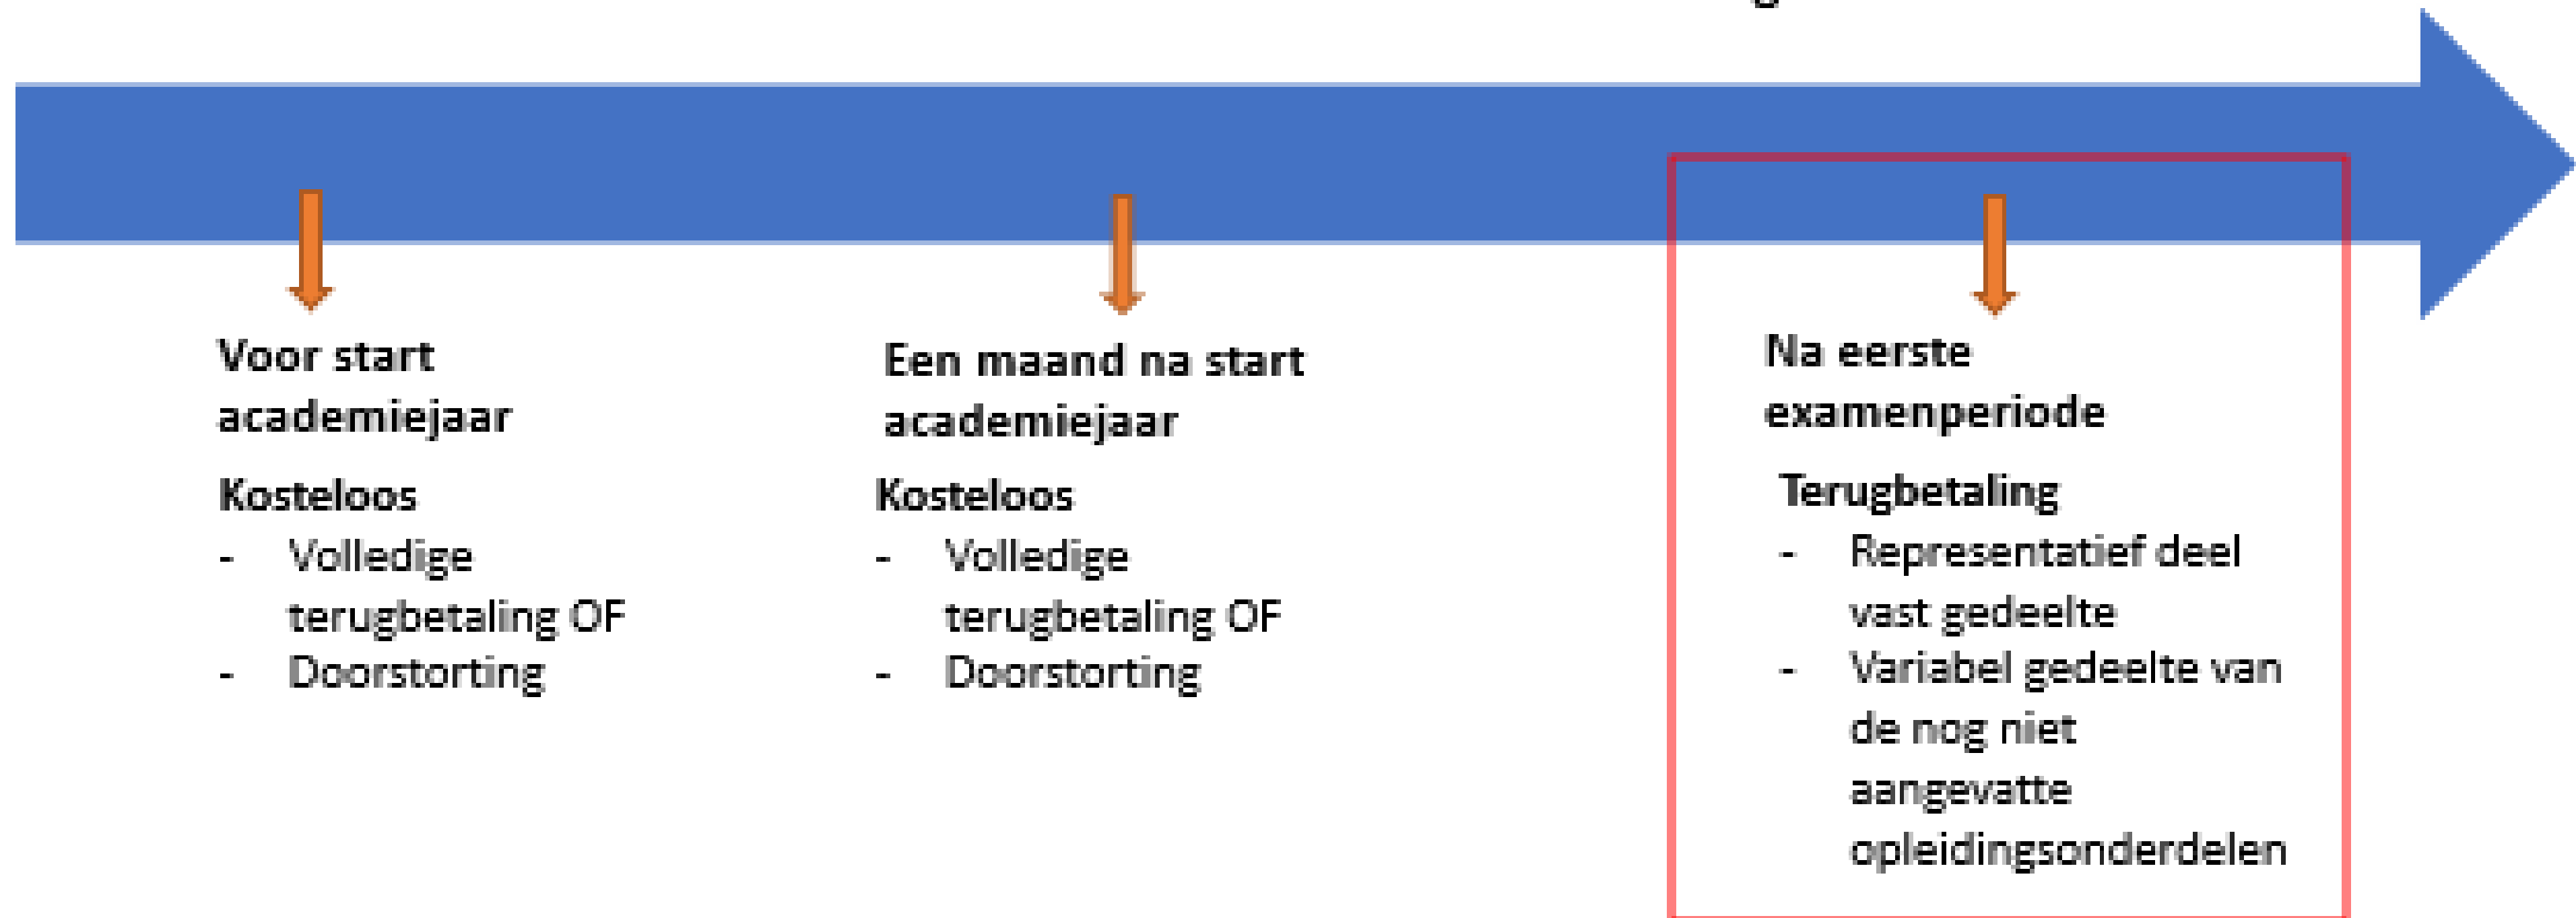 Voor start
academiejaar
Kosteloos
- Volledige
terugbetaling OF
- Doorstorting
Een maand na start
academiejaar
Kosteloos
- Volledige
terugbetaling OF
- Doorstorting
Na eerste
examenperiode
Terugbetaling
- Representatief deel
vast gedeelte
- Variabel gedeelte van
de nog niet
aangevatte
opleidingsonderdelen